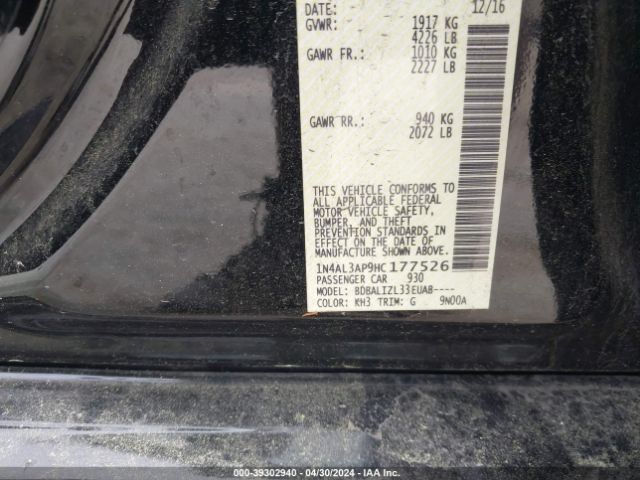 12/16
GVWR: 1917 KG
4226 LB
GAWR FR.: 1010 KG
2227 LB
GAWR RR.: 940 KG
2072 LB
THIS VEHICLE CONFORMS TO
ALL APPLICABLE FEDERAL
MOTOR VEHICLE SAFETY,
BUMPER, AND THEFT
PREVENTION STANDARDS
IN EFFECT ON THE DATE OF
MANUFACTURE SHOWN ABOVE.
1N4AL3AP9HC177526
PASSENGER CAR 930
MODEL: BDBALIZL33EUAB----
COLOR: KH3 TRIM: G 9N00A
000-39302940 - 04/30/2024 - IAA Inc.